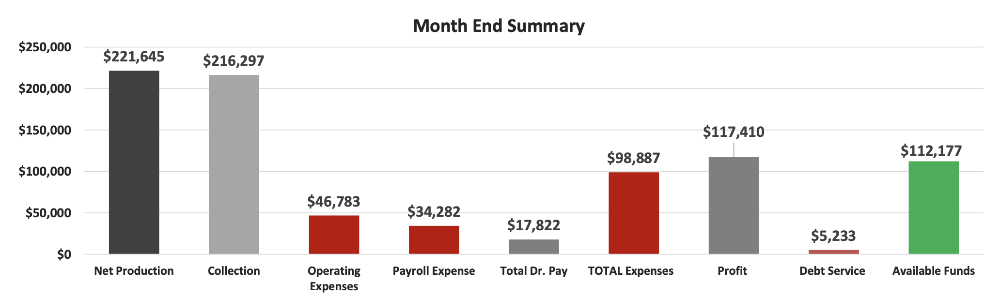 Month End Summary
$250,000
$200,000
$150,000
$100,000
$50,000
$0
$221,645
$216,297
$46,783
$34,282
$17,822
$98,887
$117,410
$5,233
$112,177
Net Production
Collection
Operating
Expenses
Payroll Expense
Total Dr. Pay
TOTAL Expenses
Profit
Debt Service
Available Funds